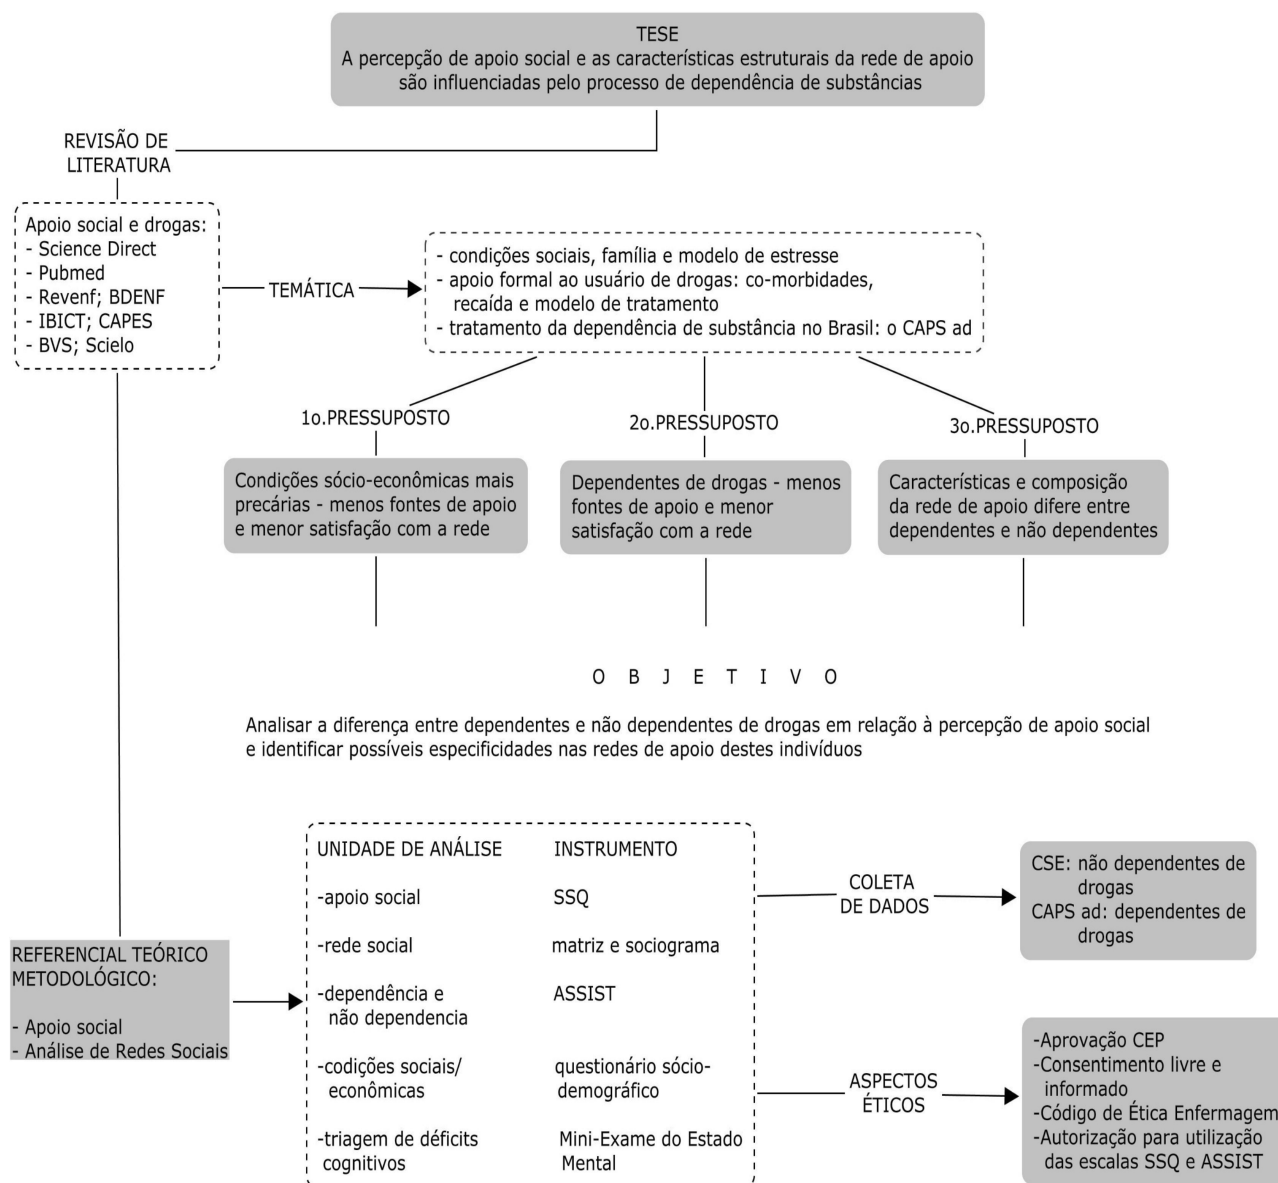 TESE
A percepção de apoio social e as características estruturais da rede de apoio
são influenciadas pelo processo de dependência de substâncias
REVISÃO DE
LITERATURA
Apoio social e drogas:
- Science Direct
- Pubmed
- Revenf; BDENF
- IBICT; CAPES
- BVS; Scielo
TEMÁTICA
- condições sociais, família e modelo de estresse
- apoio formal ao usuário de drogas: co-morbidades,
recaída e modelo de tratamento
- tratamento da dependência de substância no Brasil: o CAPS ad
1o.PRESSUPOSTO
Condições sócio-econômicas mais
precárias - menos fontes de apoio
e menor satisfação com a rede
2o.PRESSUPOSTO
Dependentes de drogas - menos
fontes de apoio e menor
satisfação com a rede
3o.PRESSUPOSTO
Características e composição
da rede de apoio difere entre
dependentes e não dependentes
O B J E T I V O
Analisar a diferença entre dependentes e não dependentes de drogas em relação à percepção de apoio social
e identificar possíveis especificidades nas redes de apoio destes indivíduos
REFERENCIAL TEÓRICO
METODOLÓGICO:
- Apoio social
- Análise de Redes Sociais
UNIDADE DE ANÁLISE INSTRUMENTO
-apoio social SSQ
-rede social matriz e sociograma
-dependência e ASSIST
não dependencia
-codições sociais/ questionário sócio-
econômicas demográfico
-triagem de déficits Mini-Exame do Estado
cognitivos Mental
COLETA
DE DADOS
CSE: não dependentes de
drogas
CAPS ad: dependentes de
drogas
ASPECTOS
ÉTICOS
-Aprovação CEP
-Consentimento livre e
informado
-Código de Ética Enfermagem
-Autorização para utilização
das escalas SSQ e ASSIST